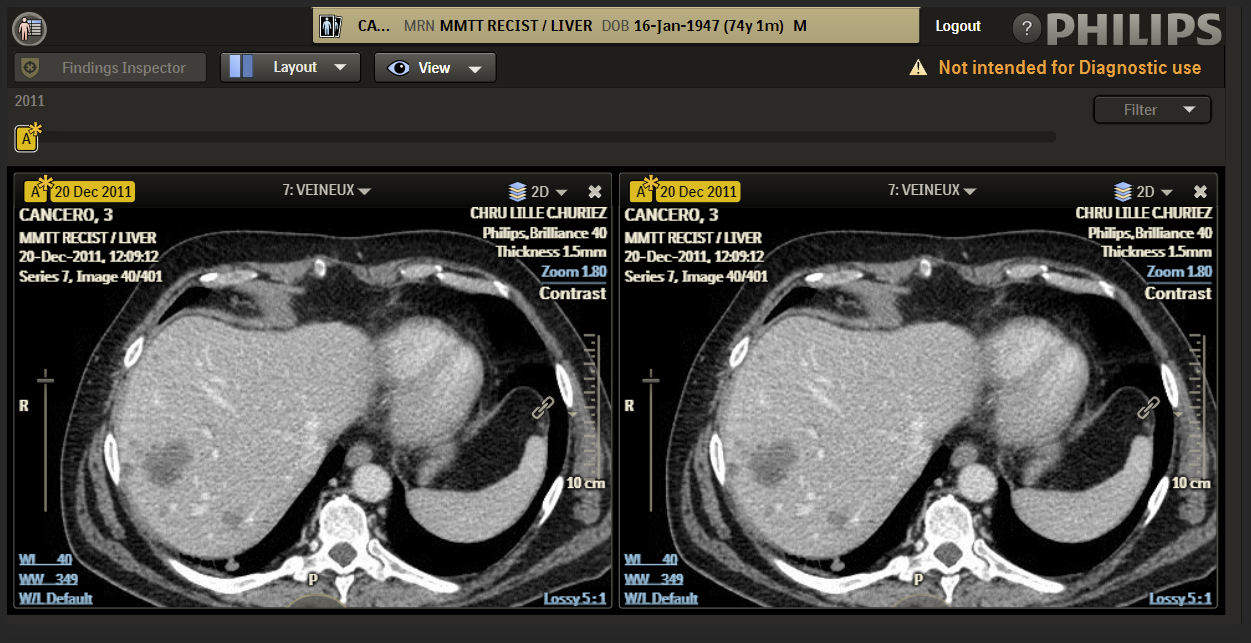 CA... MRN MMTT RECIST / LIVER DOB 16-Jan-1947 (74y 1m) M
Logout
?
PHILIPS
Findings Inspector
Layout
View
Not intended for Diagnostic use
2011
Filter
A*
A* 20 Dec 2011
7: VEINEUX
2D
CANCERO, 3
MMTT RECIST / LIVER
20-Dec-2011, 12:09:12
Series 7, Image 40/401
CHRU LILLE C.HURIEZ
Philips,Brilliance 40
Thickness 1.5mm
Zoom 1.80
Contrast
R
10 cm
WL 40
WW 349
W/L Default
P
Lossy 5:1
A* 20 Dec 2011
7: VEINEUX
2D
CANCERO, 3
MMTT RECIST / LIVER
20-Dec-2011, 12:09:12
Series 7, Image 40/401
CHRU LILLE C.HURIEZ
Philips,Brilliance 40
Thickness 1.5mm
Zoom 1.80
Contrast
R
10 cm
WL 40
WW 349
W/L Default
P
Lossy 5:1